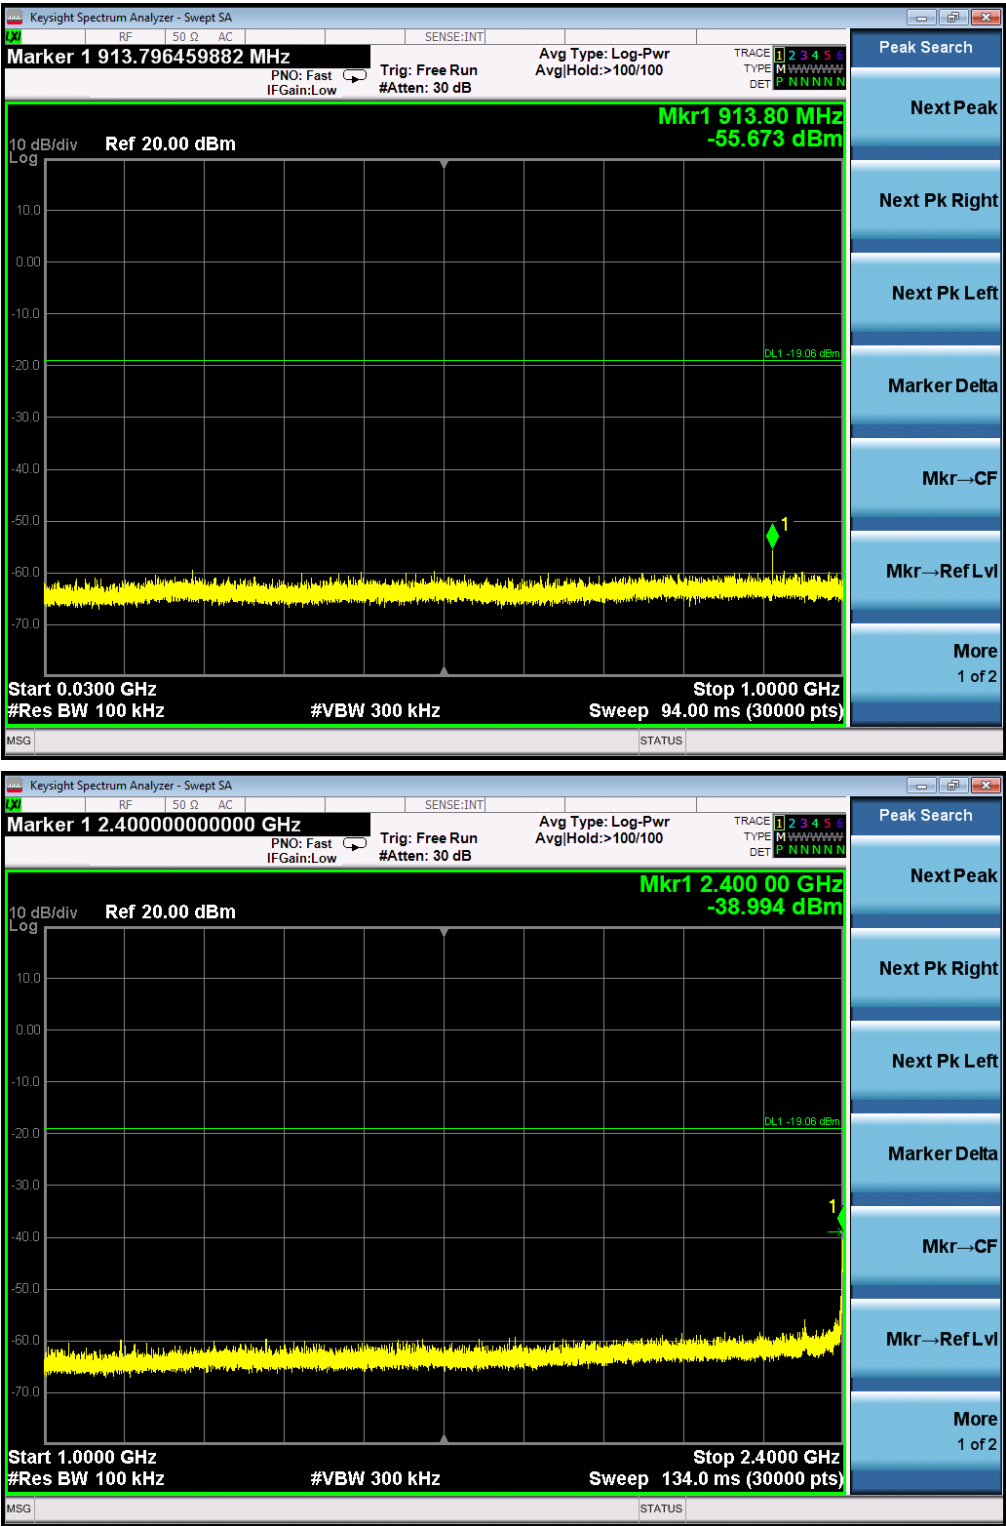 Keysight Spectrum Analyzer - Swept SA
LXI RF 50 Ω AC SENSE:INT
Marker 1 913.796459882 MHz
PNO: Fast
IFGain:Low
Trig: Free Run
#Atten: 30 dB
Avg Type: Log-Pwr
Avg|Hold:>100/100
TRACE 1 2 3 4 5 6
TYPE M WWWWW
DET P N N N N N
Mkr1 913.80 MHz
-55.673 dBm
10 dB/div Ref 20.00 dBm
Log
10.0
0.00
-10.0
DL1 -19.06 dBm
-20.0
-30.0
-40.0
-50.0
1
-60.0
-70.0
Start 0.0300 GHz Stop 1.0000 GHz
#Res BW 100 kHz #VBW 300 kHz Sweep 94.00 ms (30000 pts)
MSG STATUS
Peak Search
Next Peak
Next Pk Right
Next Pk Left
Marker Delta
Mkr→CF
Mkr→Ref Lvl
More
1 of 2
Keysight Spectrum Analyzer - Swept SA
LXI RF 50 Ω AC SENSE:INT
Marker 1 2.400000000000 GHz
PNO: Fast
IFGain:Low
Trig: Free Run
#Atten: 30 dB
Avg Type: Log-Pwr
Avg|Hold:>100/100
TRACE 1 2 3 4 5 6
TYPE M WWWWW
DET P N N N N N
Mkr1 2.400 00 GHz
-38.994 dBm
10 dB/div Ref 20.00 dBm
Log
10.0
0.00
-10.0
DL1 -19.06 dBm
-20.0
-30.0
1
-40.0
-50.0
-60.0
-70.0
Start 1.0000 GHz Stop 2.4000 GHz
#Res BW 100 kHz #VBW 300 kHz Sweep 134.0 ms (30000 pts)
MSG STATUS
Peak Search
Next Peak
Next Pk Right
Next Pk Left
Marker Delta
Mkr→CF
Mkr→Ref Lvl
More
1 of 2